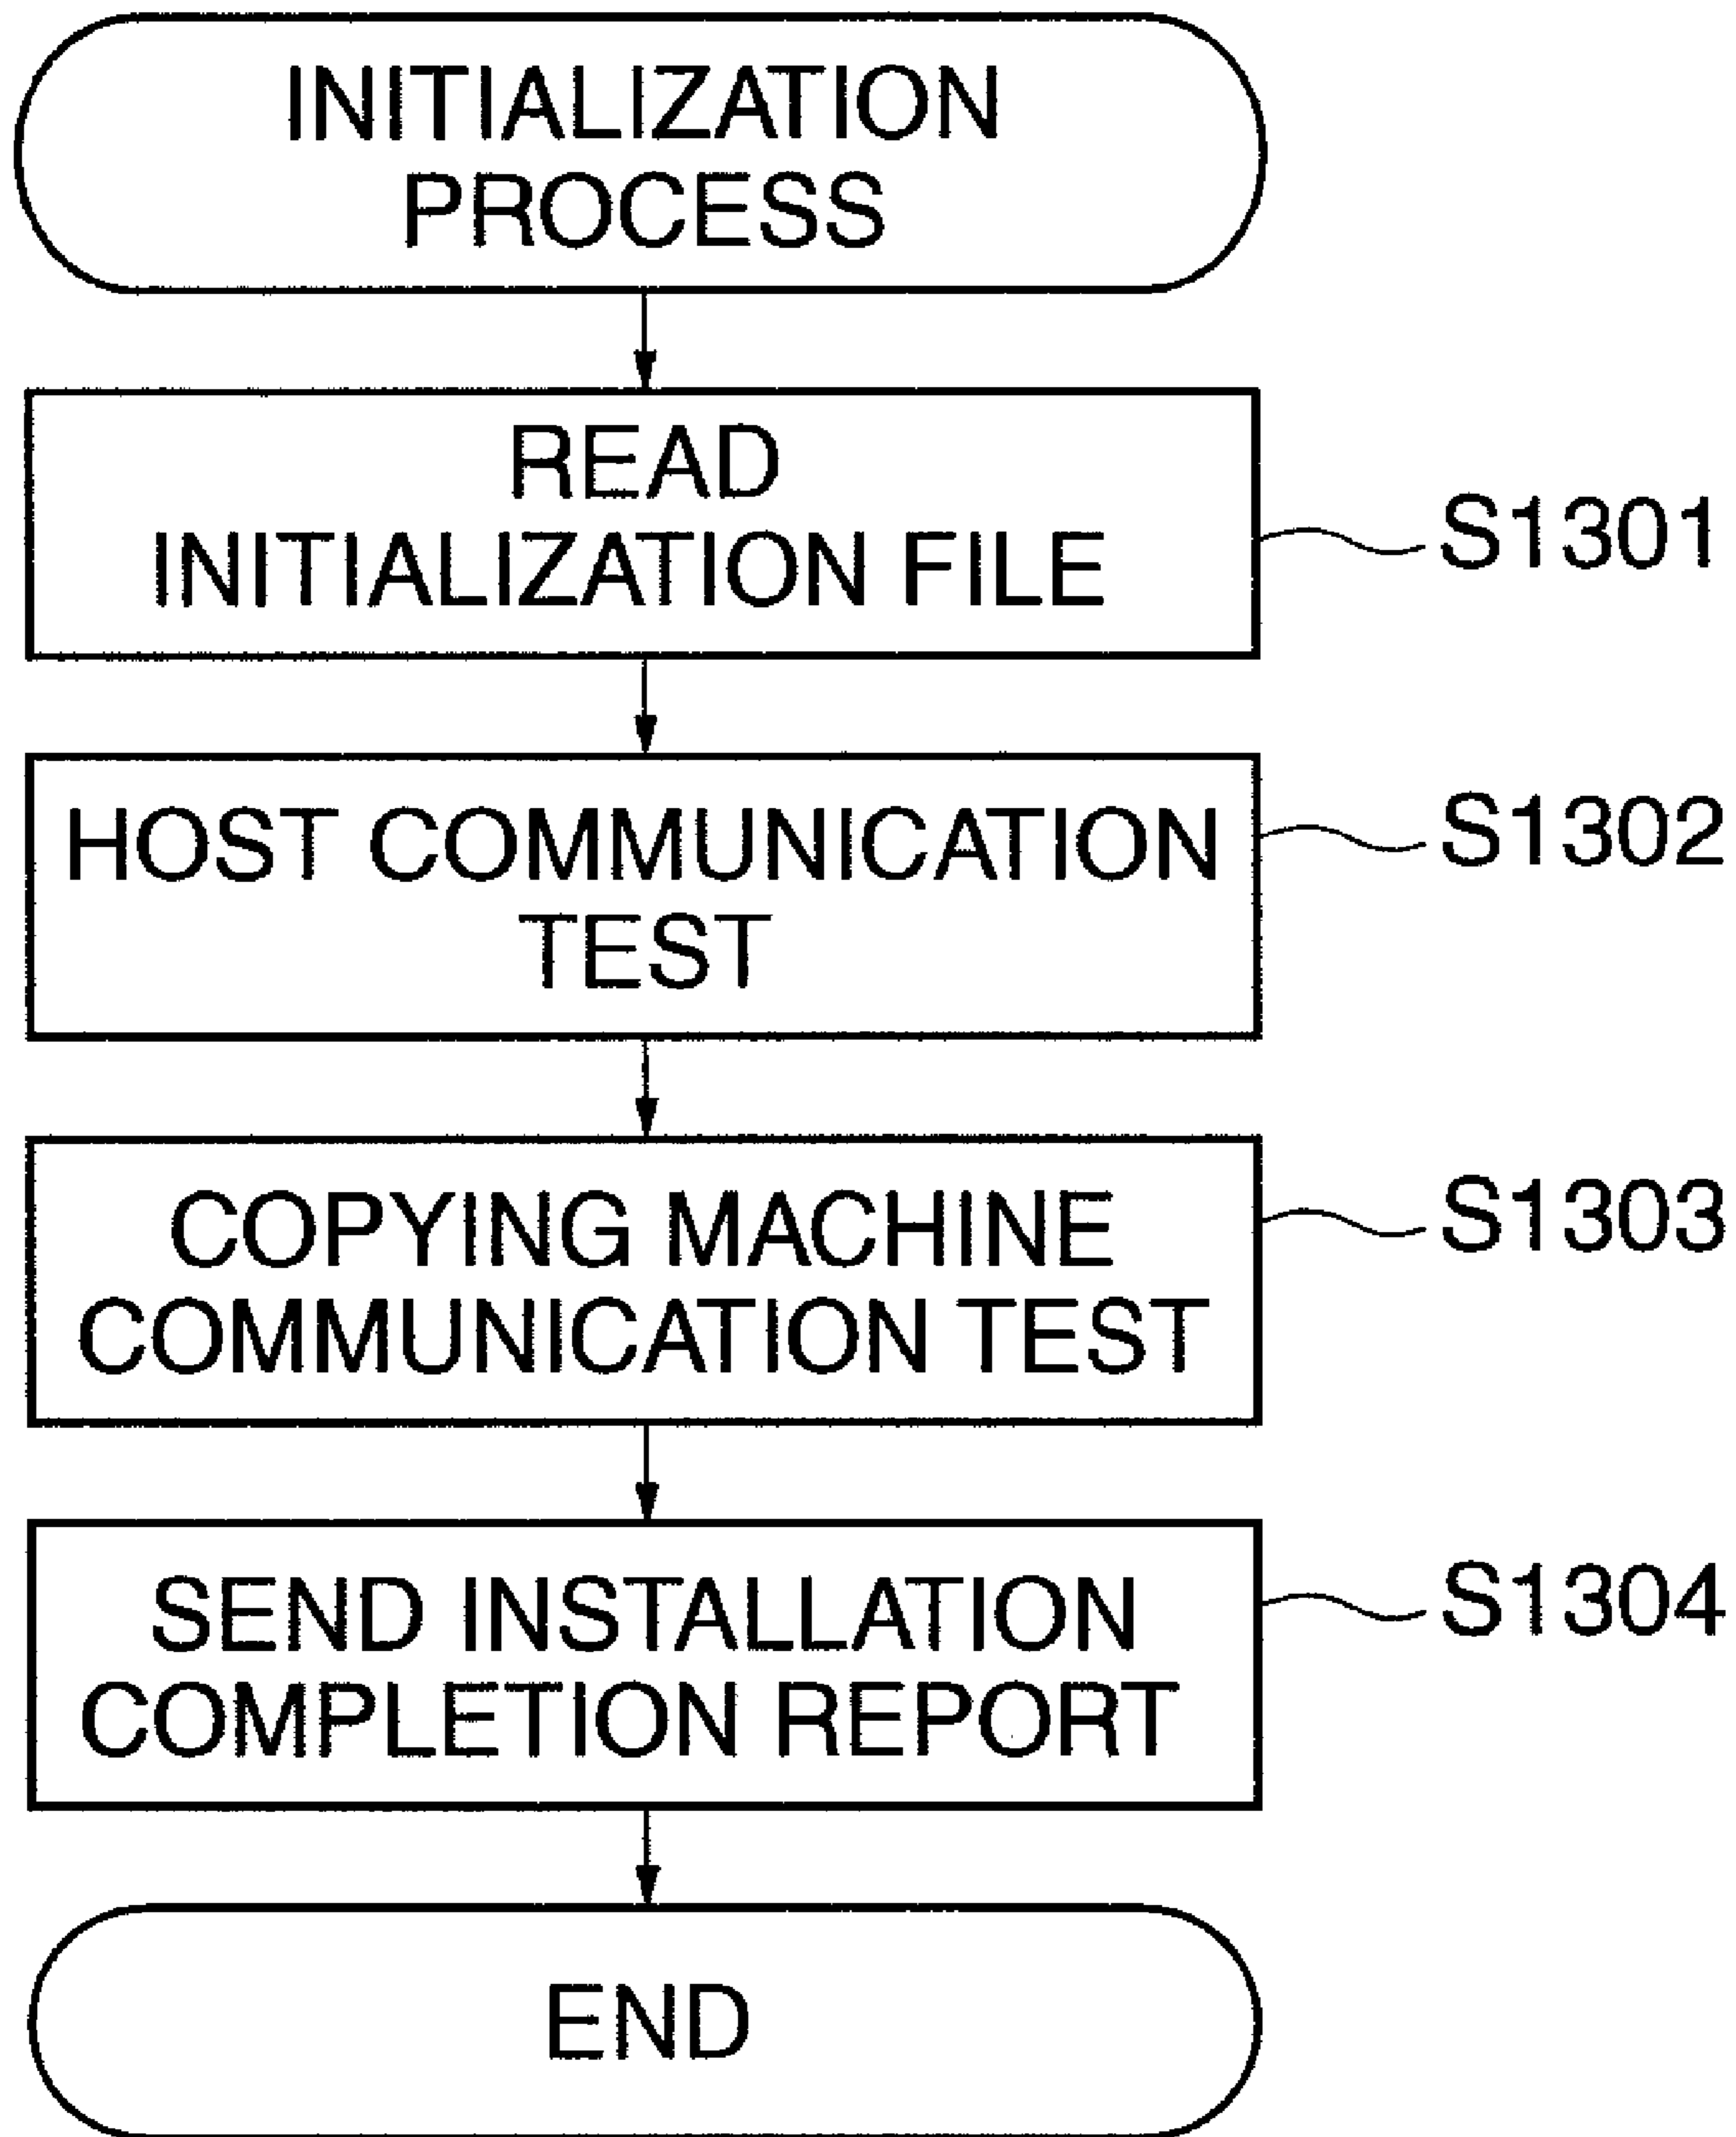 INITIALIZATION
PROCESS
READ
INITIALIZATION FILE
S1301
HOST COMMUNICATION
TEST
S1302
COPYING MACHINE
COMMUNICATION TEST
S1303
SEND INSTALLATION
COMPLETION REPORT
S1304
END